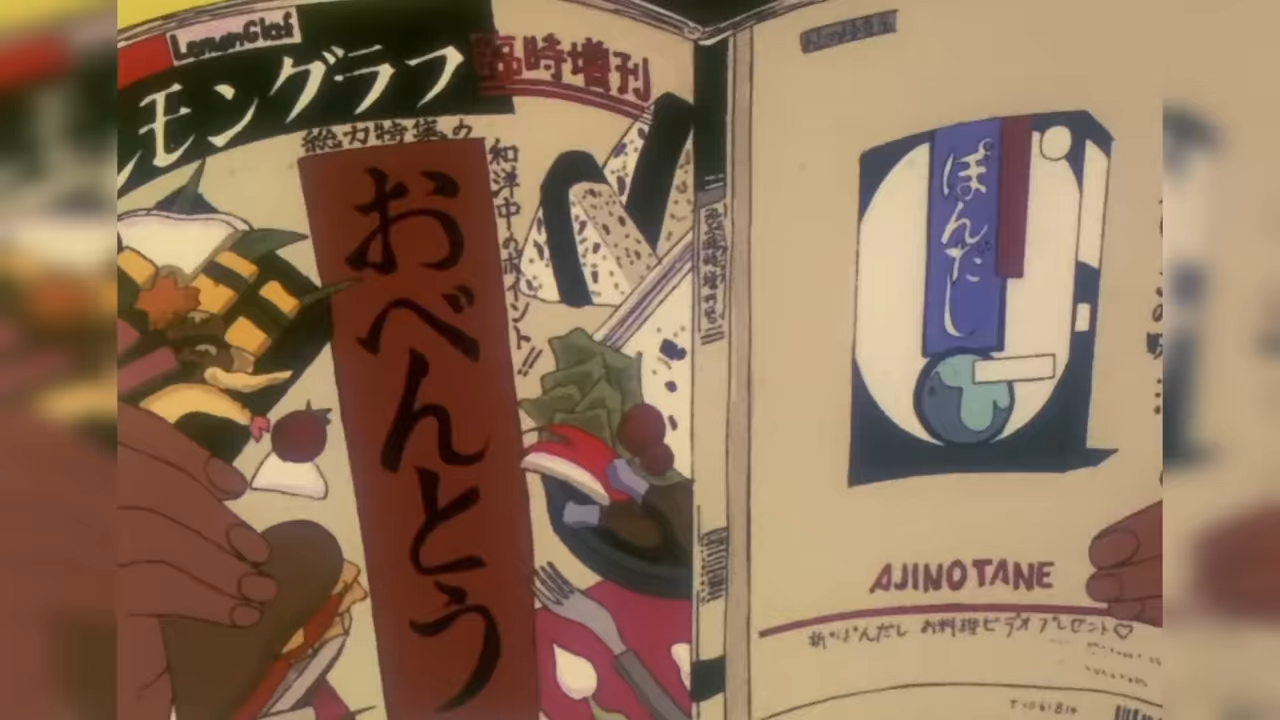 LemonGlaf
レモングラフ
臨時増刊
総力特集の
おべんとう
和洋中のポイント!!
ぽんだし
AJINOTANE
新"ぽんだし お料理ビデオプレゼント♡